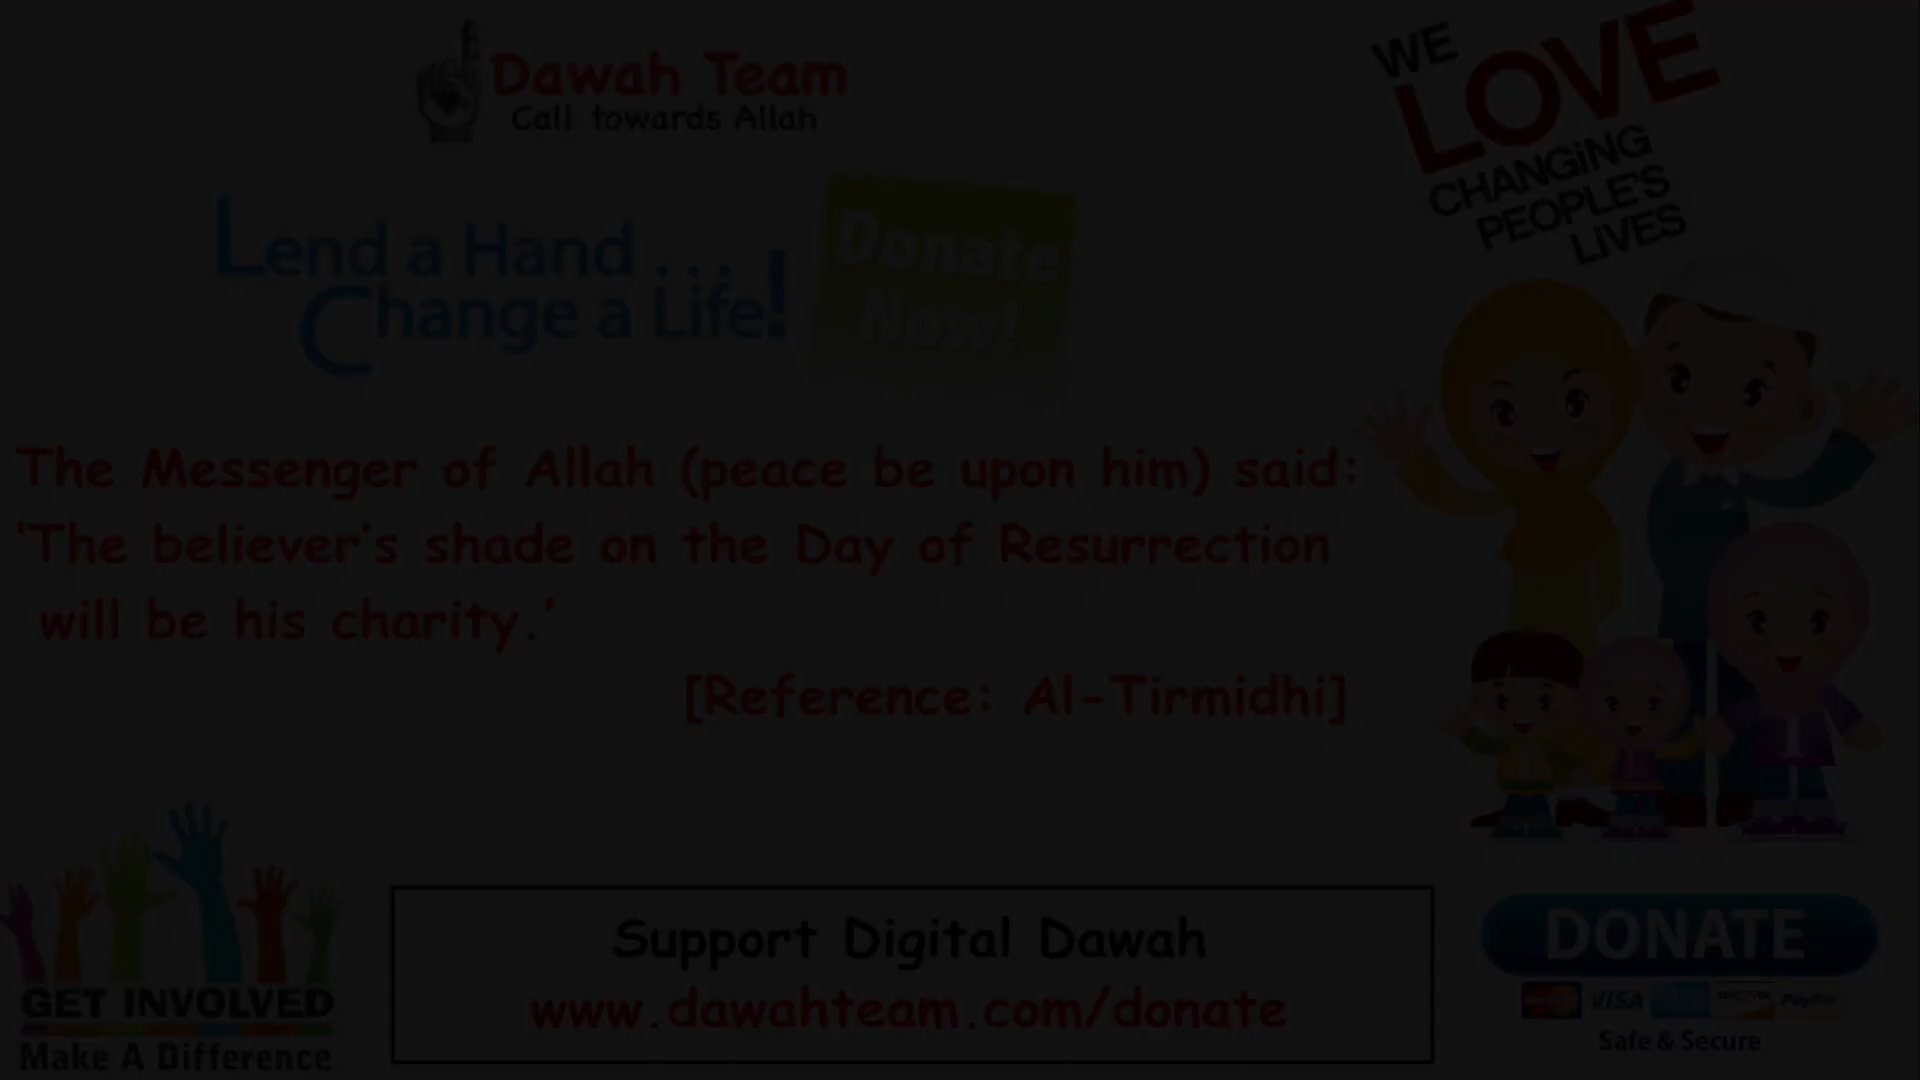 Dawah Team
Call towards Allah
WE
LOVE
CHANGiNG
PEOPLE'S
LiVES
Lend a Hand ...
Change a Life!
Donate
Now!
The Messenger of Allah (peace be upon him) said:
‘The believer’s shade on the Day of Resurrection
will be his charity.’
[Reference: Al-Tirmidhi]
GET INVOLVED
Make A Difference
Support Digital Dawah
www.dawahteam.com/donate
DONATE
VISA DISCOVER PayPal
Safe & Secure